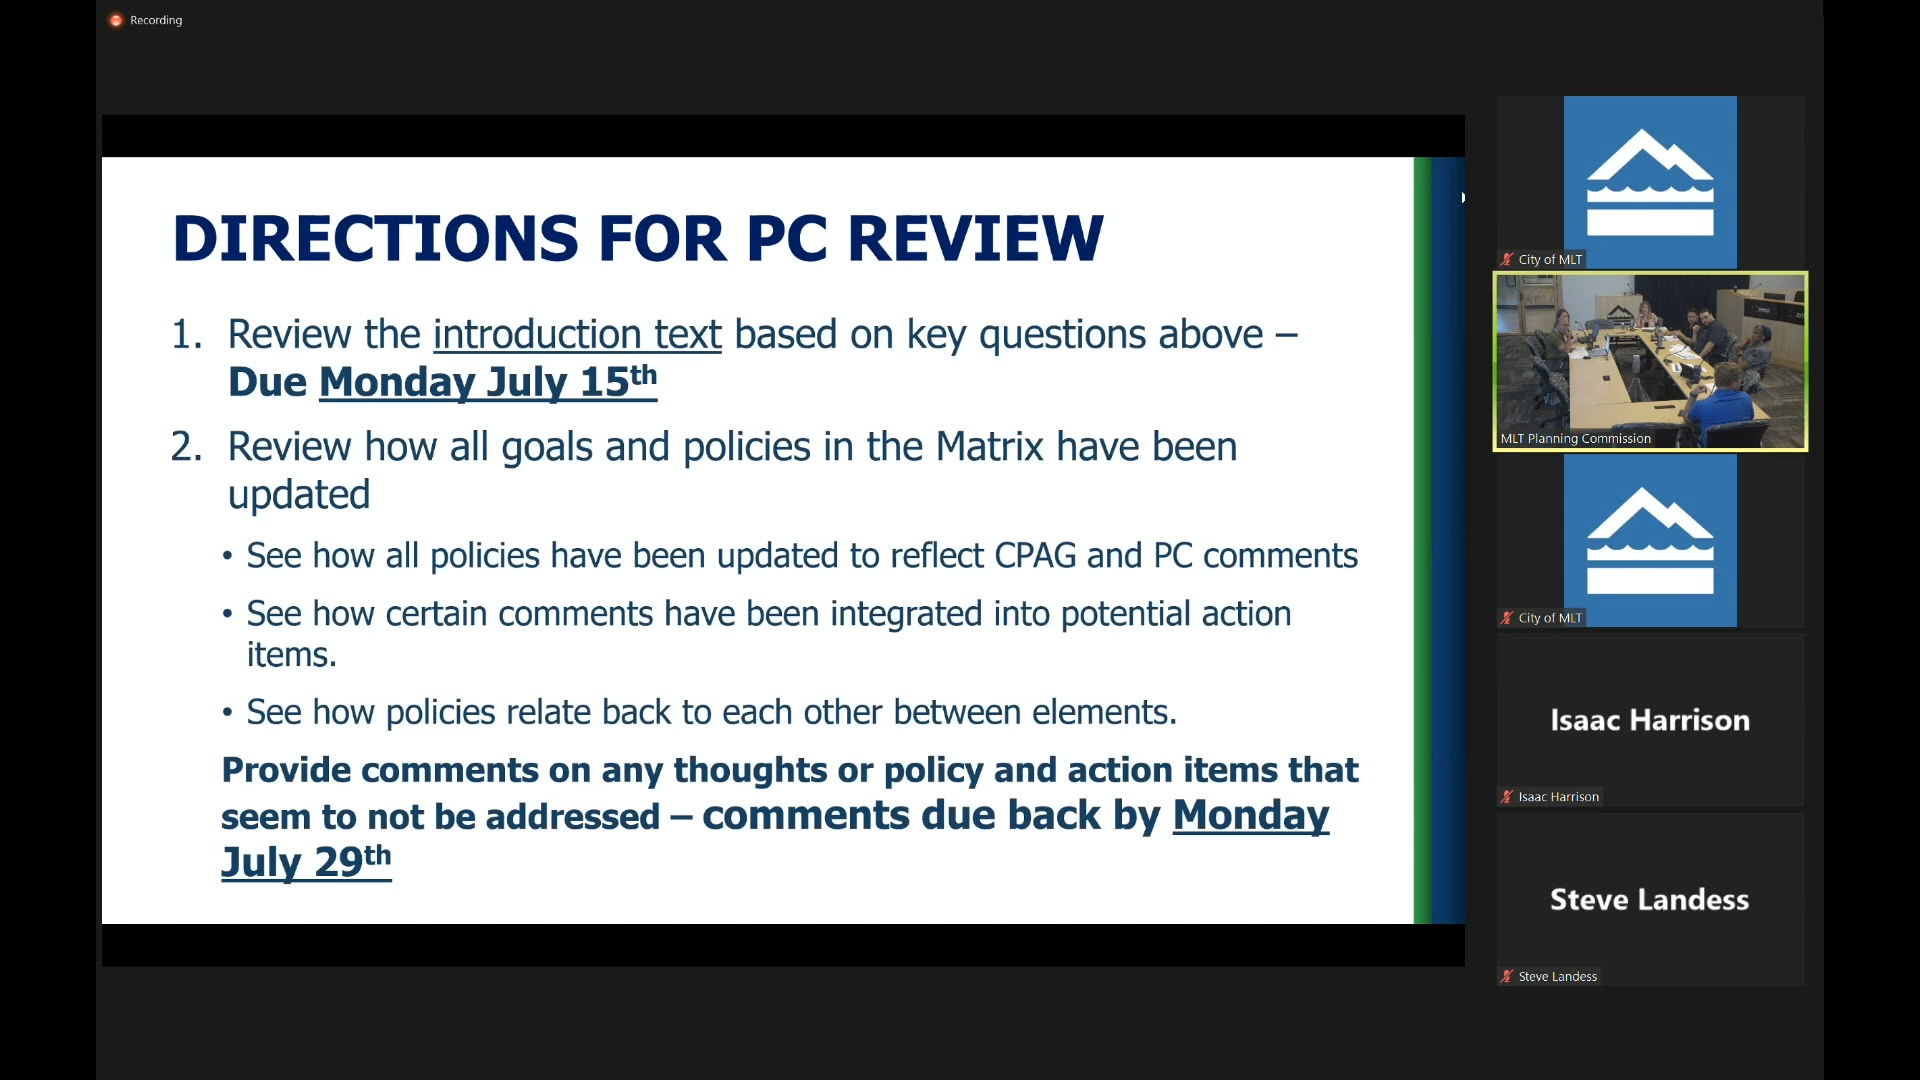 Recording
DIRECTIONS FOR PC REVIEW
1. Review the introduction text based on key questions above –
Due Monday July 15th
2. Review how all goals and policies in the Matrix have been
updated
• See how all policies have been updated to reflect CPAG and PC comments
• See how certain comments have been integrated into potential action
items.
• See how policies relate back to each other between elements.
Provide comments on any thoughts or policy and action items that
seem to not be addressed – comments due back by Monday
July 29th
City of MLT
MLT Planning Commission
City of MLT
Isaac Harrison
Isaac Harrison
Steve Landess
Steve Landess